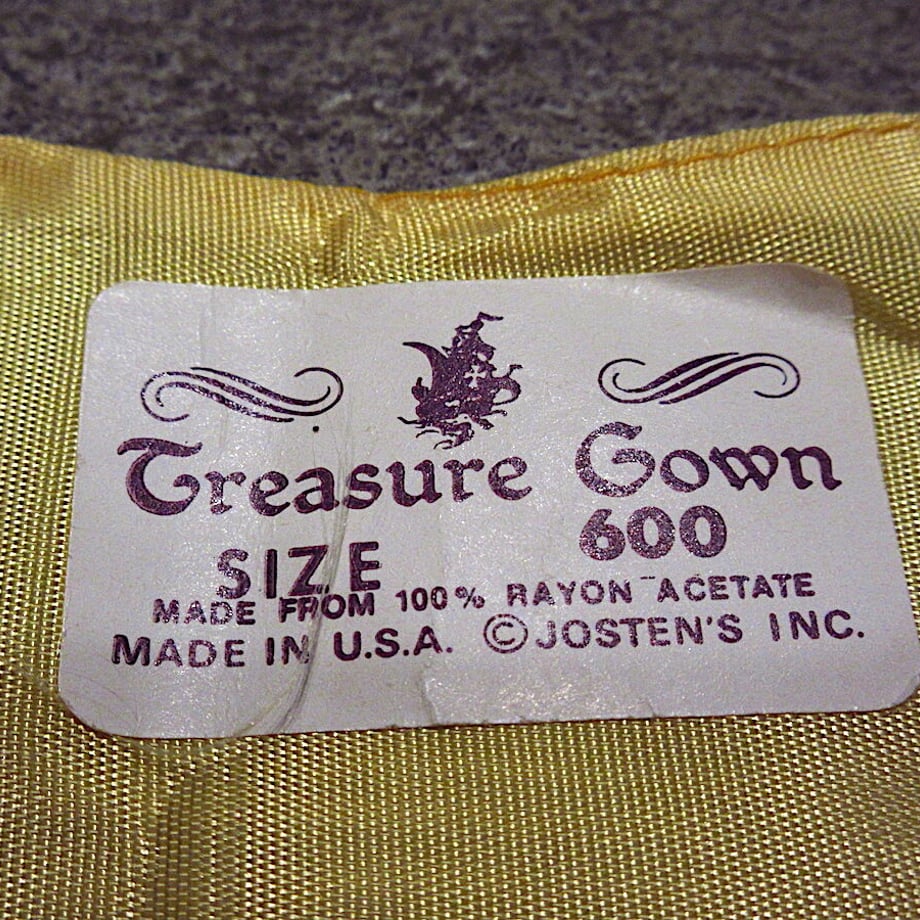 Treasure Gown
SIZE 600
MADE FROM 100% RAYON-ACETATE
MADE IN U.S.A. ©JOSTEN'S INC.